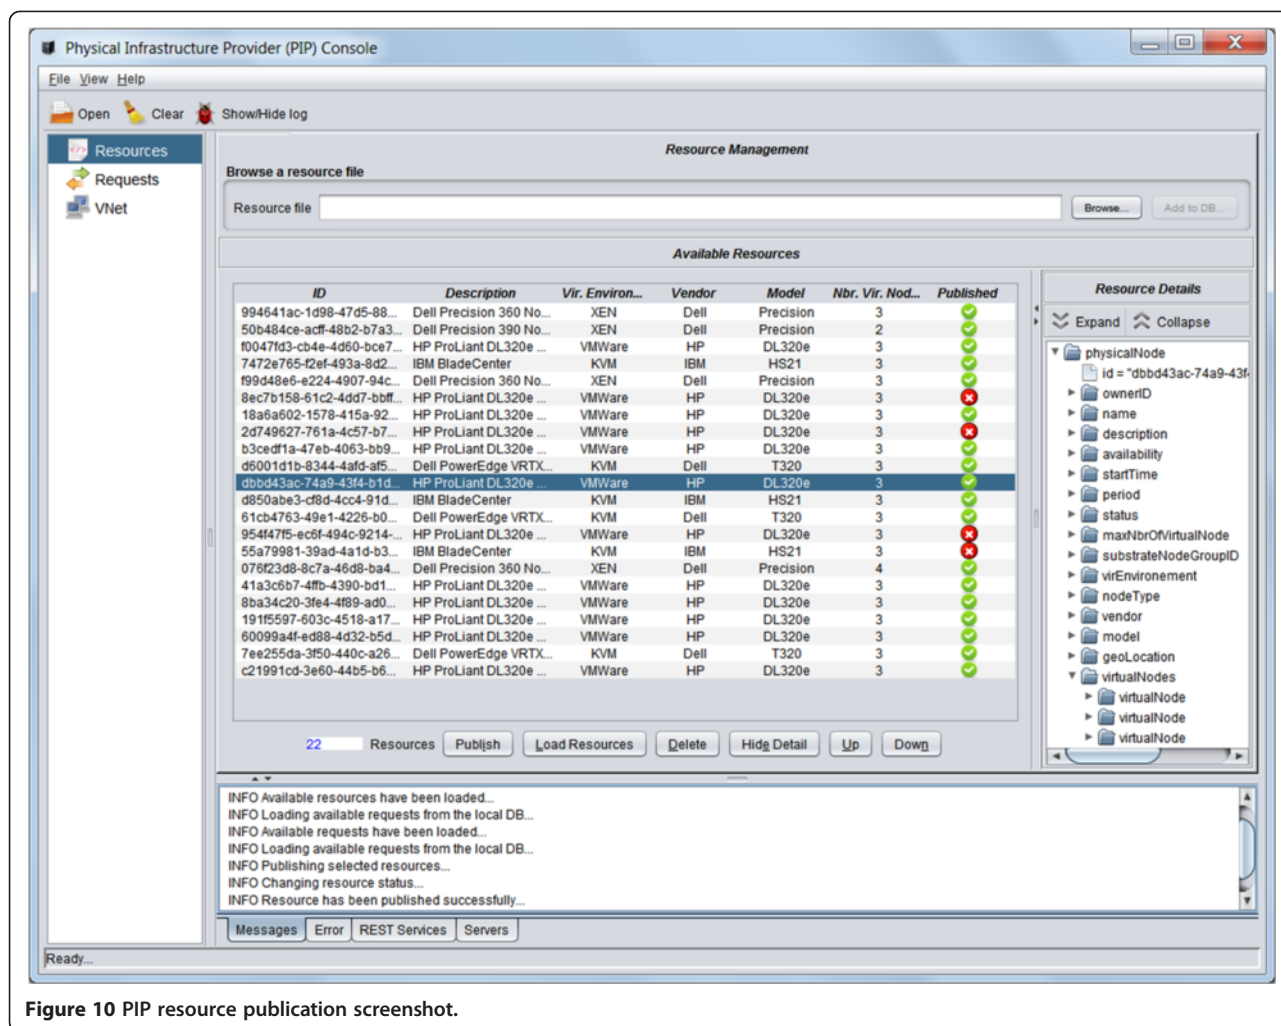 Physical Infrastructure Provider (PIP) Console
File View Help
Open Clear Show/Hide log
Resources
Requests
VNet
Resource Management
Browse a resource file
Resource file Browse... Add to DB...
Available Resources
ID Description Vir. Environ... Vendor Model Nbr. Vir. Nod... Published
994641ac-1d98-47d5-88... Dell Precision 360 No... XEN Dell Precision 3
50b484ce-acff-48b2-b7a3... Dell Precision 390 No... XEN Dell Precision 2
f0047fd3-cb4e-4d60-bce7... HP ProLiant DL320e ... VMWare HP DL320e 3
7472e765-f2ef-493a-8d2... IBM BladeCenter KVM IBM HS21 3
f99d48e6-e224-4907-94c... Dell Precision 360 No... XEN Dell Precision 3
8ec7b158-61c2-4dd7-bbff... HP ProLiant DL320e ... VMWare HP DL320e 3
18a6a602-1578-415a-92... HP ProLiant DL320e ... VMWare HP DL320e 3
2d749627-761a-4c57-b7... HP ProLiant DL320e ... VMWare HP DL320e 3
b3cedf1a-47eb-4063-bb9... HP ProLiant DL320e ... VMWare HP DL320e 3
d6001d1b-8344-4afd-af5... Dell PowerEdge VRTX... KVM Dell T320 3
dbbd43ac-74a9-43f4-b1d... HP ProLiant DL320e ... VMWare HP DL320e 3
d850abe3-cf8d-4cc4-91d... IBM BladeCenter KVM IBM HS21 3
61cb4763-49e1-4226-b0... Dell PowerEdge VRTX... KVM Dell T320 3
954f47f5-ec6f-494c-9214-... HP ProLiant DL320e ... VMWare HP DL320e 3
55a79981-39ad-4a1d-b3... IBM BladeCenter KVM IBM HS21 3
076f23d8-8c7a-46d8-ba4... Dell Precision 360 No... XEN Dell Precision 4
41a3c6b7-4ffb-4390-bd1... HP ProLiant DL320e ... VMWare HP DL320e 3
8ba34c20-3fe4-4f89-ad0... HP ProLiant DL320e ... VMWare HP DL320e 3
191f5597-603c-4518-a17... HP ProLiant DL320e ... VMWare HP DL320e 3
60099a4f-ed88-4d32-b5d... HP ProLiant DL320e ... VMWare HP DL320e 3
7ee255da-3f50-440c-a26... Dell PowerEdge VRTX... KVM Dell T320 3
c21991cd-3e60-44b5-b6... HP ProLiant DL320e ... VMWare HP DL320e 3
22 Resources Publish Load Resources Delete Hide Detail Up Down
Resource Details
Expand Collapse
physicalNode
id = "dbbd43ac-74a9-43f4
ownerID
name
description
availability
startTime
period
status
maxNbrOfVirtualNode
substrateNodeGroupID
virEnvironement
nodeType
vendor
model
geoLocation
virtualNodes
virtualNode
virtualNode
virtualNode
INFO Available resources have been loaded...
INFO Loading available requests from the local DB...
INFO Available requests have been loaded...
INFO Loading available requests from the local DB...
INFO Publishing selected resources...
INFO Changing resource status...
INFO Resource has been published successfully...
Messages Error REST Services Servers
Ready...
Figure 10 PIP resource publication screenshot.